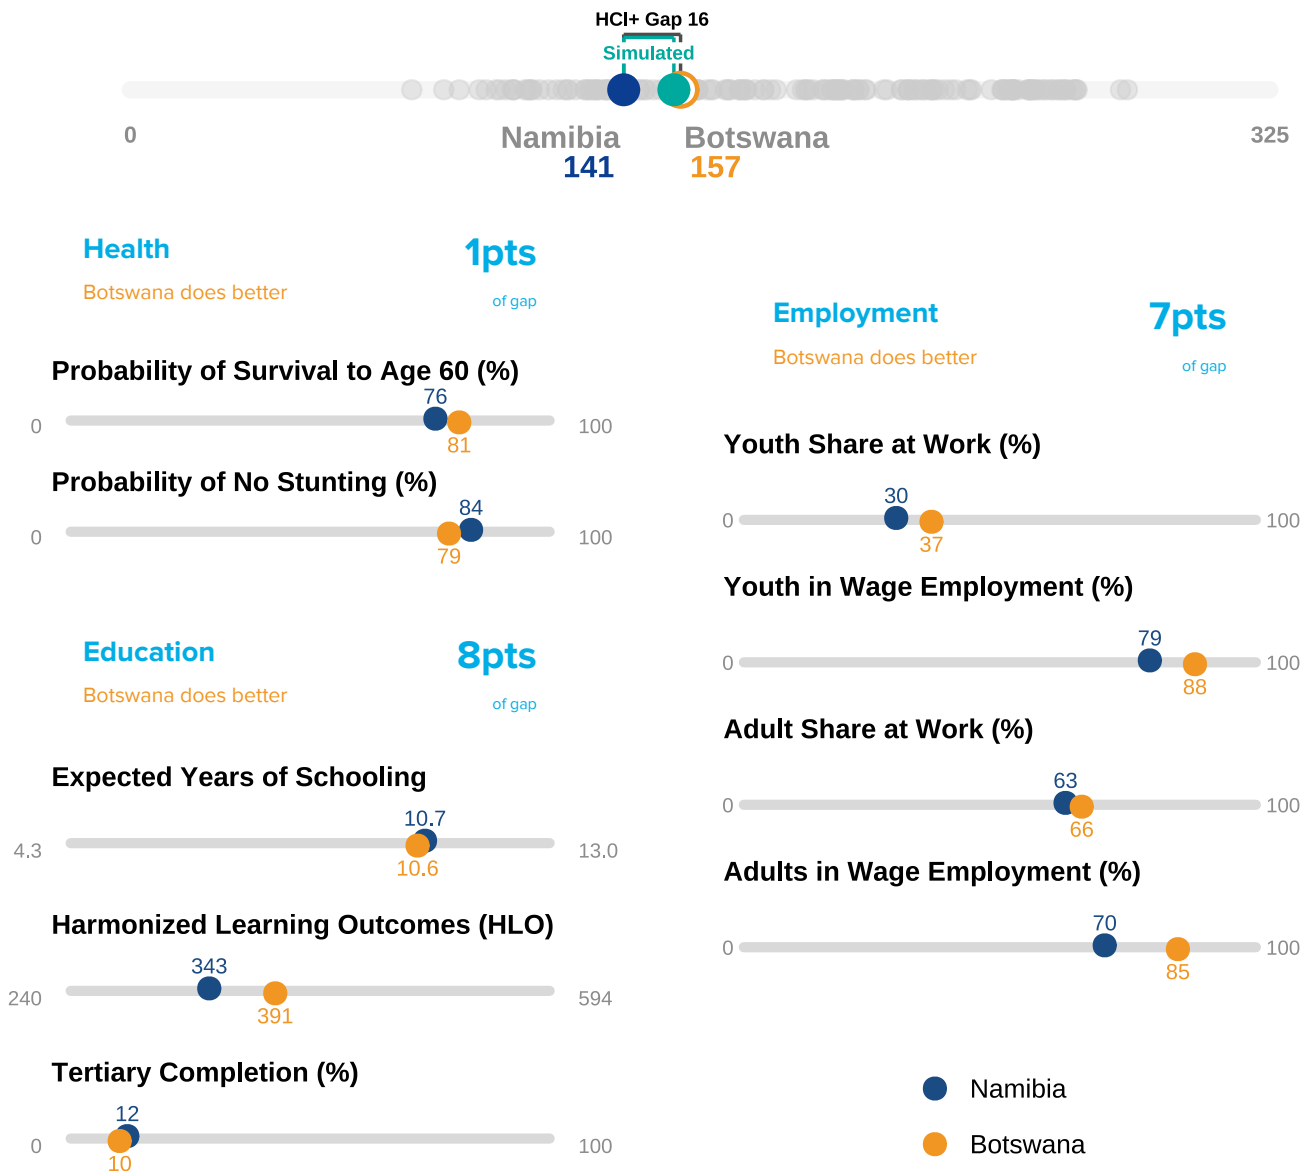 HCI+ Gap 16
Simulated
0
325
Namibia
141
Botswana
157
Health
1pts
Botswana does better
of gap
Probability of Survival to Age 60 (%)
76
0
100
81
Probability of No Stunting (%)
84
0
100
79
Education
8pts
Botswana does better
of gap
Expected Years of Schooling
10.7
4.3
13.0
10.6
Harmonized Learning Outcomes (HLO)
343
240
594
391
Tertiary Completion (%)
12
0
100
10
Employment
7pts
Botswana does better
of gap
Youth Share at Work (%)
30
0
100
37
Youth in Wage Employment (%)
79
0
100
88
Adult Share at Work (%)
63
0
100
66
Adults in Wage Employment (%)
70
0
100
85
Namibia
Botswana